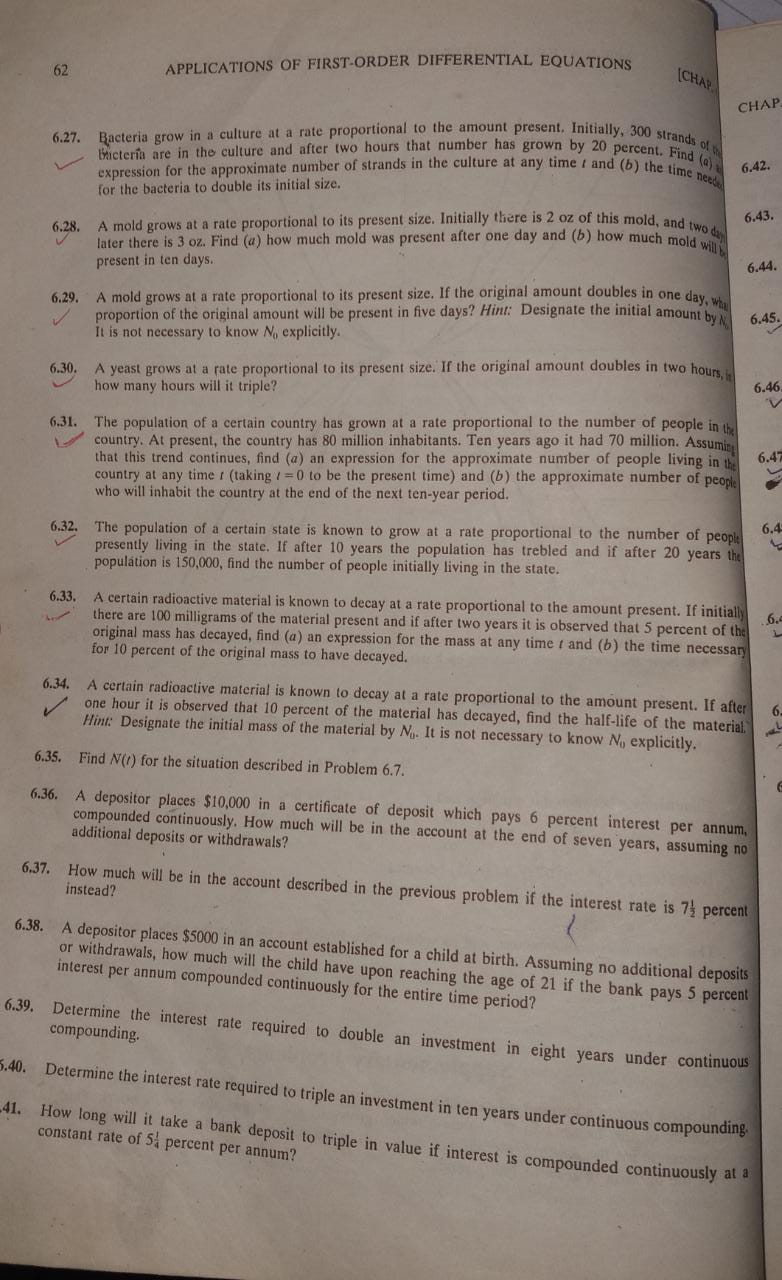 62
APPLICATIONS OF FIRST-ORDER DIFFERENTIAL EQUATIONS
[CHAP.
6.27. Bacteria grow in a culture at a rate proportional to the amount present. Initially, 300 strands of
bacteria are in the culture and after two hours that number has grown by 20 percent. Find (a)
expression for the approximate number of strands in the culture at any time t and (b) the time
for the bacteria to double its initial size.
6.28. A mold grows at a rate proportional to its present size. Initially there is 2 oz of this mold, and two
later there is 3 oz. Find (a) how much mold was present after one day and (b) how much mold will
present in ten days.
6.29. A mold grows at a rate proportional to its present size. If the original amount doubles in one day,
proportion of the original amount will be present in five days? Hint: Designate the initial amount by
It is not necessary to know N₀ explicitly.
6.30. A yeast grows at a rate proportional to its present size. If the original amount doubles in two hours,
how many hours will it triple?
6.31. The population of a certain country has grown at a rate proportional to the number of people in the
country. At present, the country has 80 million inhabitants. Ten years ago it had 70 million. Assuming
that this trend continues, find (a) an expression for the approximate number of people living in the
country at any time t (taking t = 0 to be the present time) and (b) the approximate number of people
who will inhabit the country at the end of the next ten-year period.
6.32. The population of a certain state is known to grow at a rate proportional to the number of people
presently living in the state. If after 10 years the population has trebled and if after 20 years the
population is 150,000, find the number of people initially living in the state.
6.33. A certain radioactive material is known to decay at a rate proportional to the amount present. If initially
there are 100 milligrams of the material present and if after two years it is observed that 5 percent of the
original mass has decayed, find (a) an expression for the mass at any time t and (b) the time necessary
for 10 percent of the original mass to have decayed.
6.34. A certain radioactive material is known to decay at a rate proportional to the amount present. If after
one hour it is observed that 10 percent of the material has decayed, find the half-life of the material.
Hint: Designate the initial mass of the material by N₀. It is not necessary to know N₀ explicitly.
6.35. Find N(t) for the situation described in Problem 6.7.
6.36. A depositor places $10,000 in a certificate of deposit which pays 6 percent interest per annum,
compounded continuously. How much will be in the account at the end of seven years, assuming no
additional deposits or withdrawals?
6.37. How much will be in the account described in the previous problem if the interest rate is 7½ percent
instead?
6.38. A depositor places $5000 in an account established for a child at birth. Assuming no additional deposits
or withdrawals, how much will the child have upon reaching the age of 21 if the bank pays 5 percent
interest per annum compounded continuously for the entire time period?
6.39. Determine the interest rate required to double an investment in eight years under continuous
compounding.
6.40. Determine the interest rate required to triple an investment in ten years under continuous compounding.
.41. How long will it take a bank deposit to triple in value if interest is compounded continuously at a
constant rate of 5¼ percent per annum?
CHAP.
6.42.
6.43.
6.44.
6.45.
6.46
6.47
6.4
6.
6.